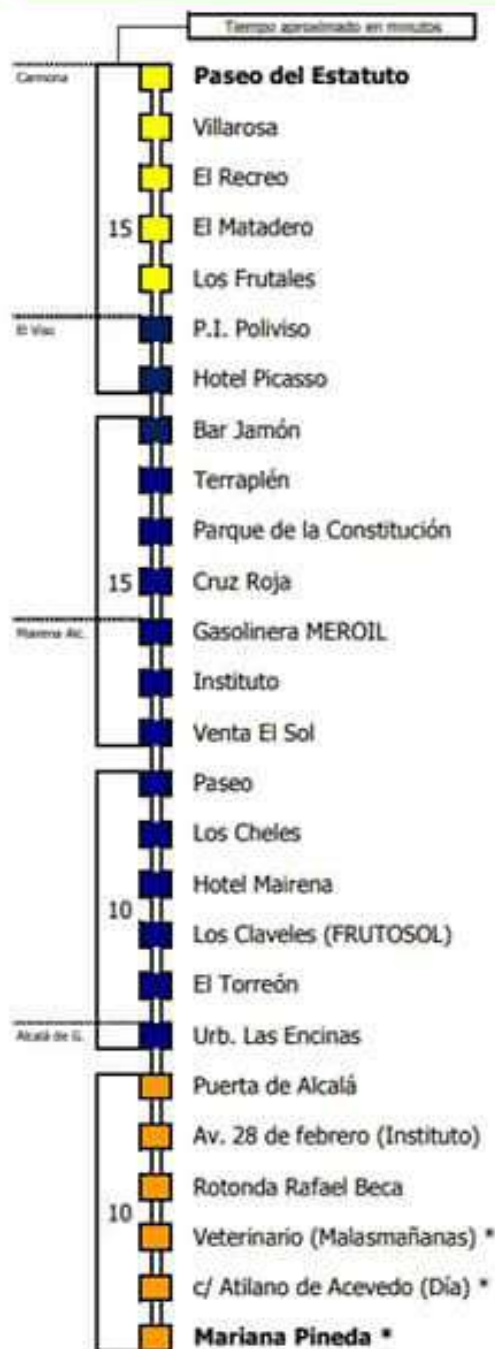 Tiempo aproximado en minutos
Carmona
Paseo del Estatuto
Villarosa
El Recreo
15
El Matadero
Los Frutales
El Viso
P.I. Poliviso
Hotel Picasso
Bar Jamón
Terraplén
Parque de la Constitución
15
Cruz Roja
Mairena Alc.
Gasolinera MEROIL
Instituto
Venta El Sol
Paseo
Los Cheles
Hotel Mairena
10
Los Claveles (FRUTOSOL)
El Torreón
Alcalá de G.
Urb. Las Encinas
Puerta de Alcalá
Av. 28 de febrero (Instituto)
Rotonda Rafael Beca
10
Veterinario (Malasmañanas) *
c/ Atilano de Acevedo (Día) *
Mariana Pineda *